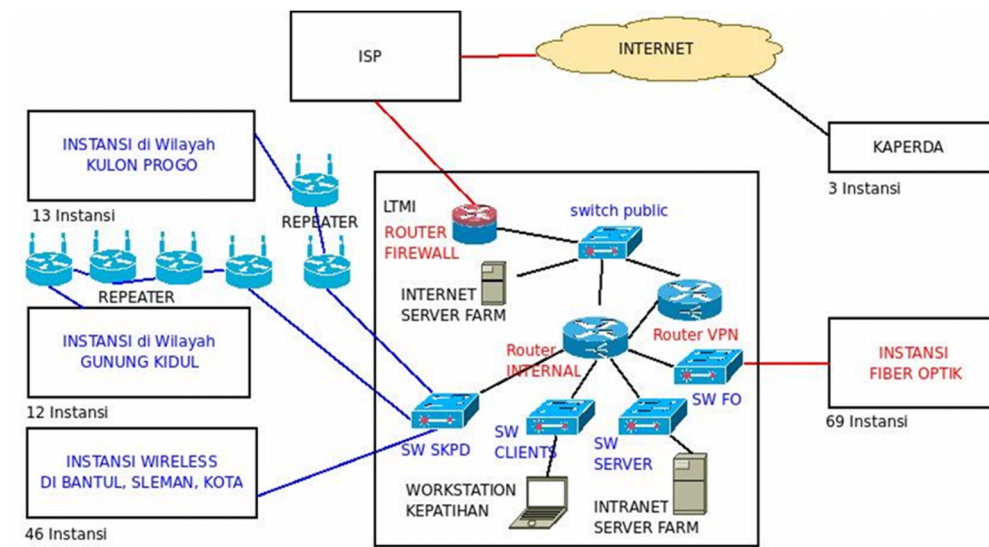 ISP
INTERNET
INSTANSI di Wilayah
KULON PROGO
13 Instansi
KAPERDA
3 Instansi
REPEATER
LTMI
ROUTER
FIREWALL
switch public
REPEATER
INTERNET
SERVER FARM
Router VPN
INSTANSI di Wilayah
GUNUNG KIDUL
12 Instansi
Router
INTERNAL
INSTANSI
FIBER OPTIK
69 Instansi
SW FO
SW SKPD
SW
CLIENTS
SW
SERVER
INSTANSI WIRELESS
DI BANTUL, SLEMAN, KOTA
46 Instansi
WORKSTATION
KEPATIHAN
INTRANET
SERVER FARM